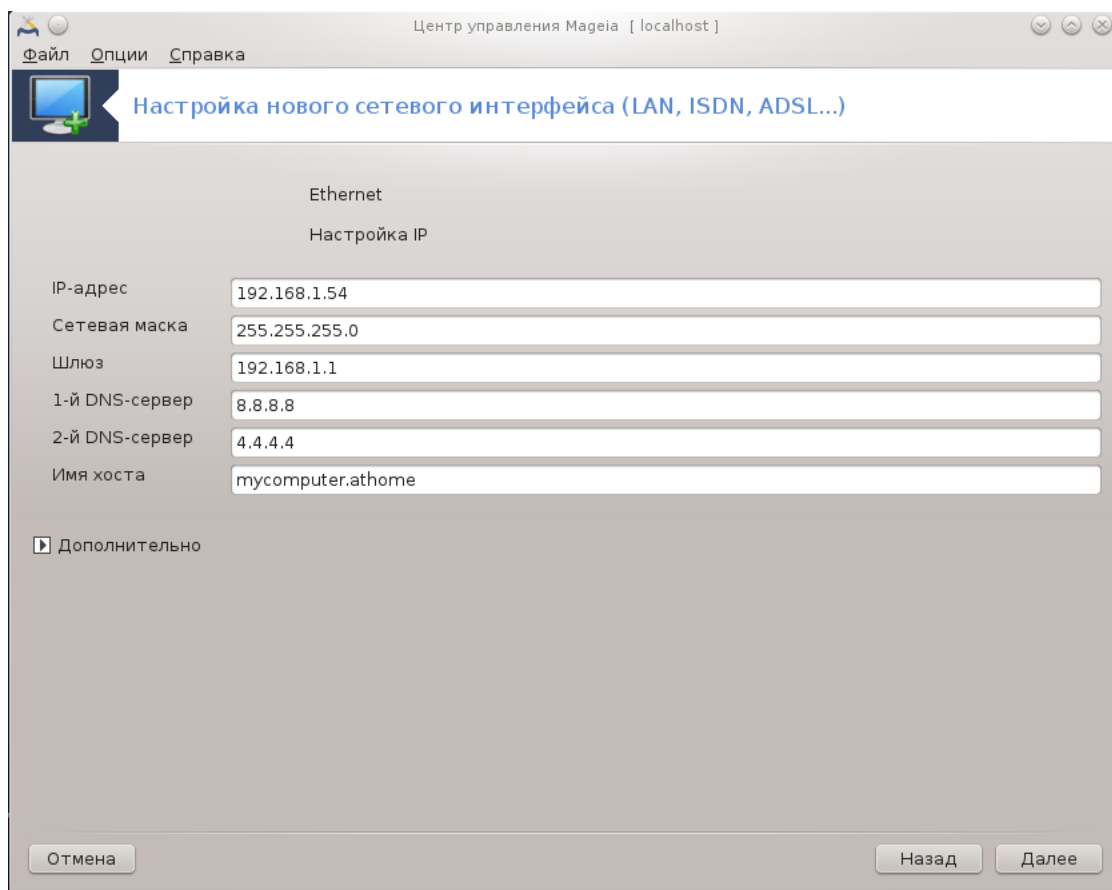 Центр управления Mageia [ localhost ]
Файл Опции Справка
Настройка нового сетевого интерфейса (LAN, ISDN, ADSL...)
Ethernet
Настройка IP
IP-адрес 192.168.1.54
Сетевая маска 255.255.255.0
Шлюз 192.168.1.1
1-й DNS-сервер 8.8.8.8
2-й DNS-сервер 4.4.4.4
Имя хоста mycomputer.athome
Дополнительно
Отмена Назад Далее